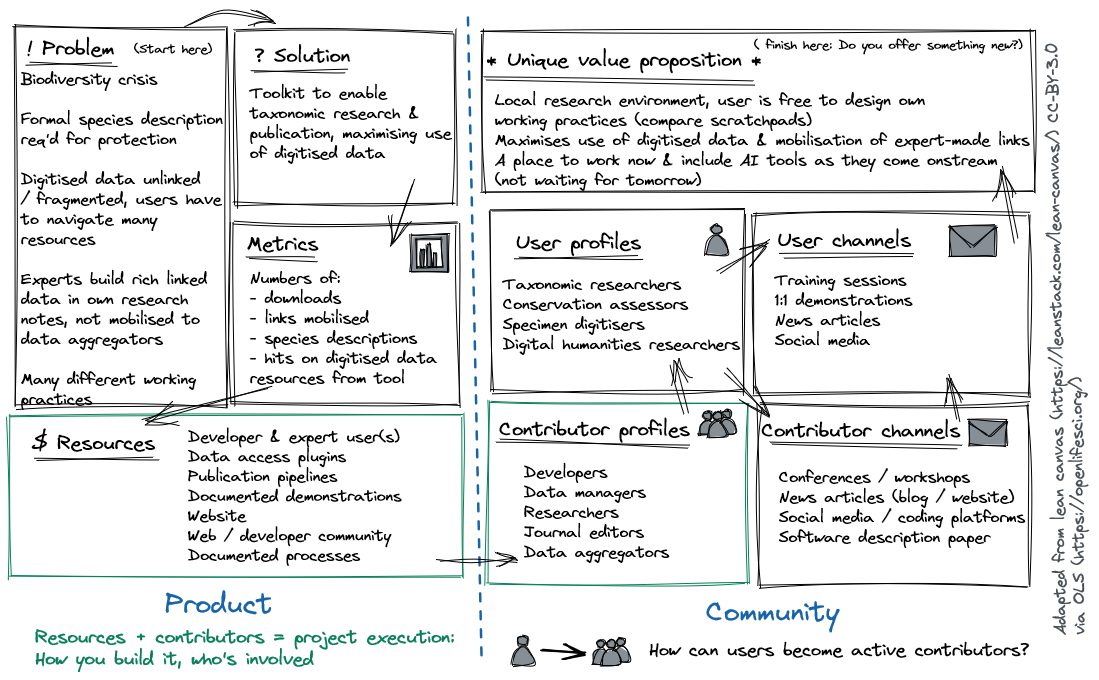 ! Problem (start here)
Biodiversity crisis
Formal species description
req'd for protection
Digitised data unlinked
/ fragmented, users have
to navigate many
resources
Experts build rich linked
data in own research
notes, not mobilised to
data aggregators
Many different working
practices
? Solution
Toolkit to enable
taxonomic research &
publication, maximising use
of digitised data
Metrics
Numbers of:
- downloads
- links mobilised
- species descriptions
- hits on digitised data
resources from tool
$ Resources
Developer & expert user(s)
Data access plugins
Publication pipelines
Documented demonstrations
Website
Web / developer community
Documented processes
Product
Resources + contributors = project execution:
How you build it, who's involved
( finish here: Do you offer something new?)
* Unique value proposition *
Local research environment, user is free to design own
working practices (compare scratchpads)
Maximises use of digitised data & mobilisation of expert-made links
A place to work now & include AI tools as they come onstream
(not waiting for tomorrow)
User profiles
Taxonomic researchers
Conservation assessors
Specimen digitisers
Digital humanities researchers
User channels
Training sessions
1:1 demonstrations
News articles
Social media
Contributor profiles
Developers
Data managers
Researchers
Journal editors
Data aggregators
Contributor channels
Conferences / workshops
News articles (blog / website)
Social media / coding platforms
Software description paper
Community
How can users become active contributors?
Adapted from lean canvas (https://leanstack.com/lean-canvas/) CC-BY-3.0
via OLS (https://openlifesci.org/)